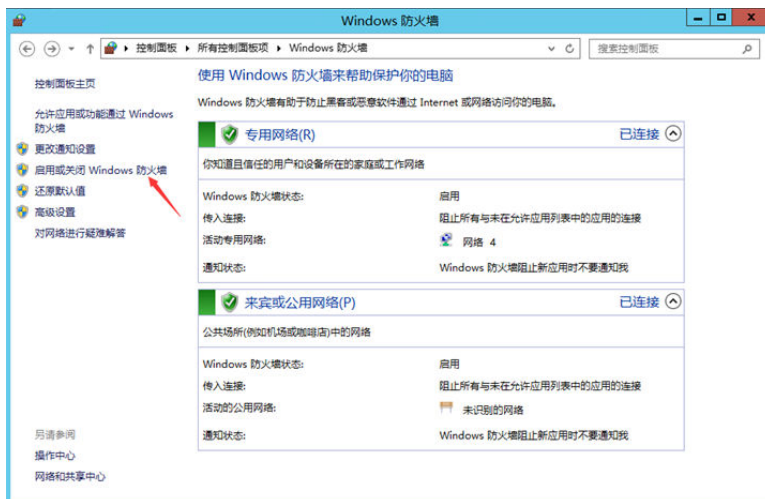 Windows 防火墙
控制面板 所有控制面板项 Windows 防火墙
搜索控制面板
控制面板主页
允许应用或功能通过 Windows
防火墙
更改通知设置
启用或关闭 Windows 防火墙
还原默认值
高级设置
对网络进行疑难解答
使用 Windows 防火墙来帮助保护你的电脑
Windows 防火墙有助于防止黑客或恶意软件通过 Internet 或网络访问你的电脑。
专用网络(R) 已连接
你知道且信任的用户和设备所在的家庭或工作网络
Windows 防火墙状态: 启用
传入连接: 阻止所有与未在允许应用列表中的应用的连接
活动专用网络: 网络 4
通知状态: Windows 防火墙阻止新应用时不要通知我
来宾或公用网络(P) 已连接
公共场所(例如机场或咖啡店)中的网络
Windows 防火墙状态: 启用
传入连接: 阻止所有与未在允许应用列表中的应用的连接
活动的公用网络: 未识别的网络
通知状态: Windows 防火墙阻止新应用时不要通知我
另请参阅
操作中心
网络和共享中心